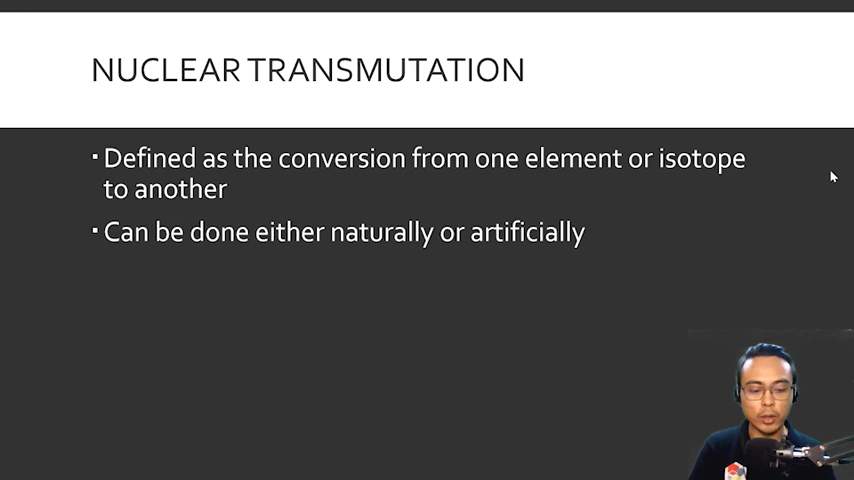 NUCLEAR TRANSMUTATION
▪ Defined as the conversion from one element or isotope
to another
▪ Can be done either naturally or artificially